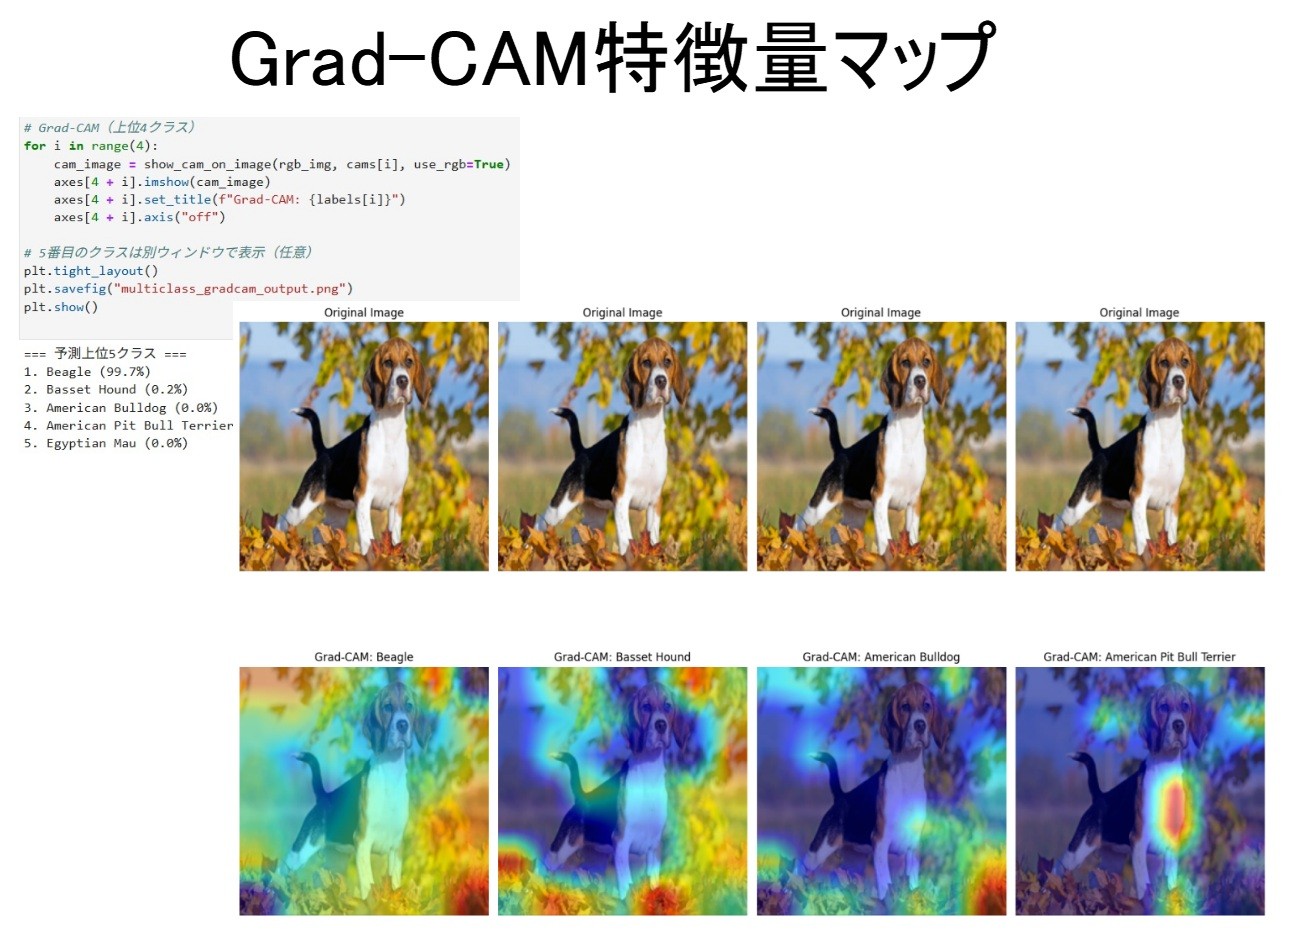 Grad-CAM特徴量マップ
# Grad-CAM（上位4クラス）
for i in range(4):
    cam_image = show_cam_on_image(rgb_img, cams[i], use_rgb=True)
    axes[4 + i].imshow(cam_image)
    axes[4 + i].set_title(f"Grad-CAM: {labels[i]}")
    axes[4 + i].axis("off")
# 5番目のクラスは別ウィンドウで表示（任意）
plt.tight_layout()
plt.savefig("multiclass_gradcam_output.png")
plt.show()
=== 予測上位5クラス ===
1. Beagle (99.7%)
2. Basset Hound (0.2%)
3. American Bulldog (0.0%)
4. American Pit Bull Terrier
5. Egyptian Mau (0.0%)
Original Image Original Image Original Image Original Image
Grad-CAM: Beagle Grad-CAM: Basset Hound Grad-CAM: American Bulldog Grad-CAM: American Pit Bull Terrier